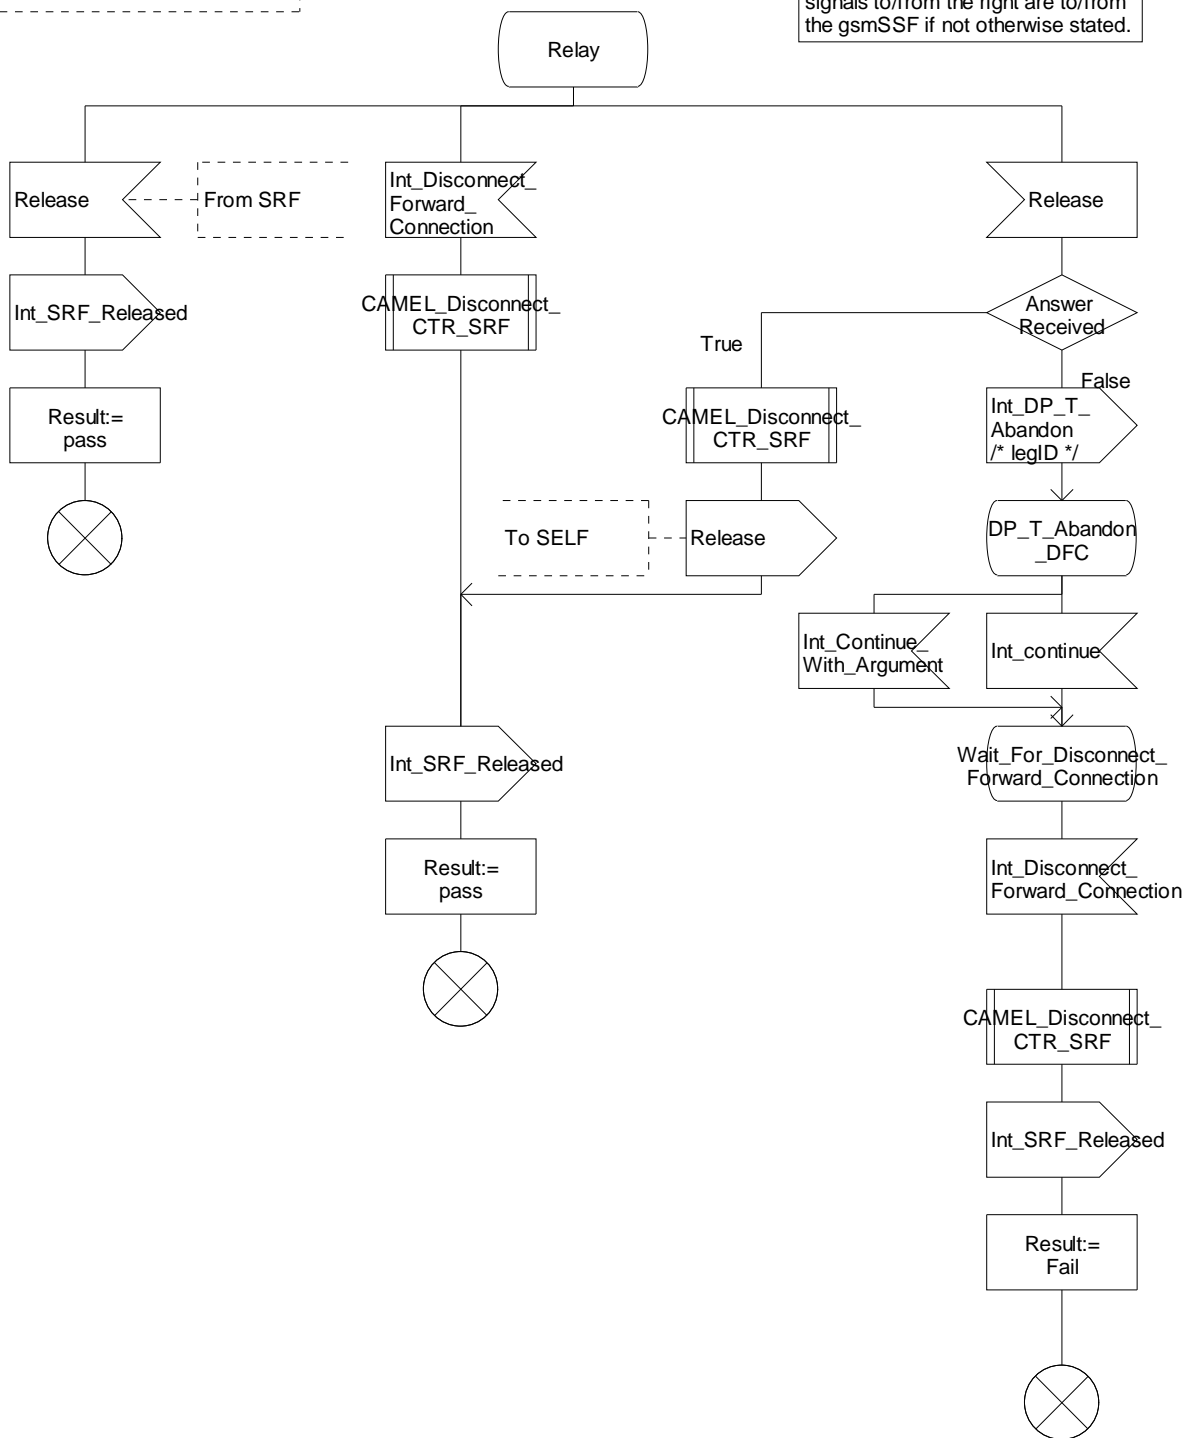 signals to/from the right are to/from
the gsmSSF if not otherwise stated.
Relay
Release
From SRF
Int_Disconnect_
Forward_
Connection
Release
Int_SRF_Released
CAMEL_Disconnect_
CTR_SRF
Answer
Received
True
False
Result:=
pass
CAMEL_Disconnect_
CTR_SRF
Int_DP_T_
Abandon
/* legID */
To SELF
Release
DP_T_Abandon
_DFC
Int_Continue_
With_Argument
Int_continue
Int_SRF_Released
Wait_For_Disconnect_
Forward_Connection
Result:=
pass
Int_Disconnect_
Forward_Connection
CAMEL_Disconnect_
CTR_SRF
Int_SRF_Released
Result:=
Fail